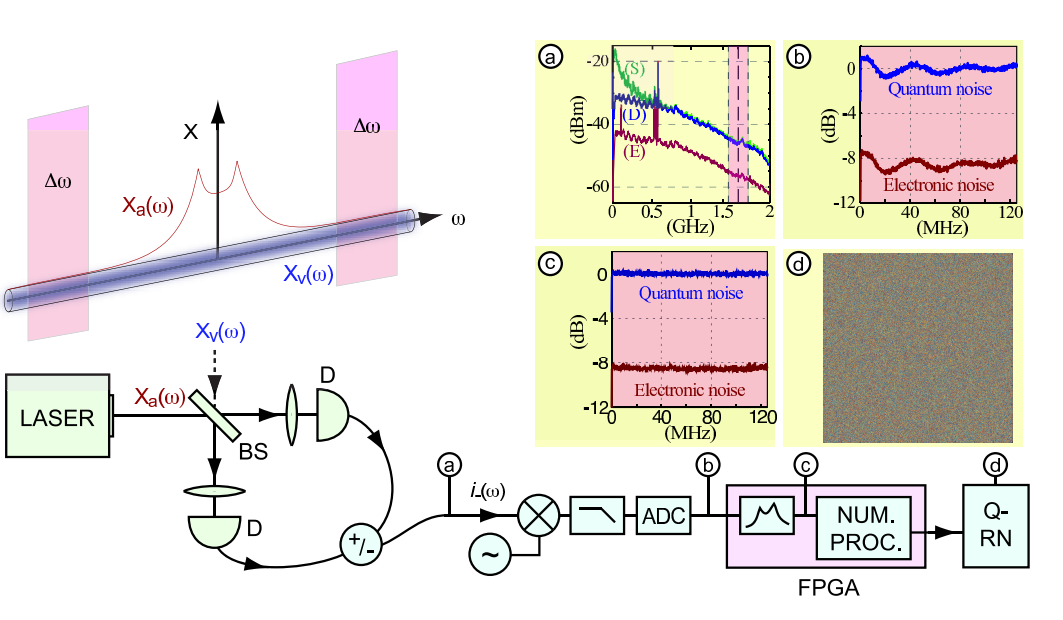 X
Δω
Δω
Xa(ω)
ω
Xv(ω)
a
-20
-40
-60
(dBm)
(S)
(D)
(E)
0
0.5
1
1.5
2
(GHz)
b
0
-4
-8
-12
(dB)
Quantum noise
Electronic noise
0
40
80
120
(MHz)
c
0
-4
-8
-12
(dB)
Quantum noise
Electronic noise
0
40
80
120
(MHz)
d
Xv(ω)
LASER
Xa(ω)
BS
D
D
+/-
a
i-(ω)
~
ADC
b
c
NUM.
PROC.
FPGA
d
Q-
RN